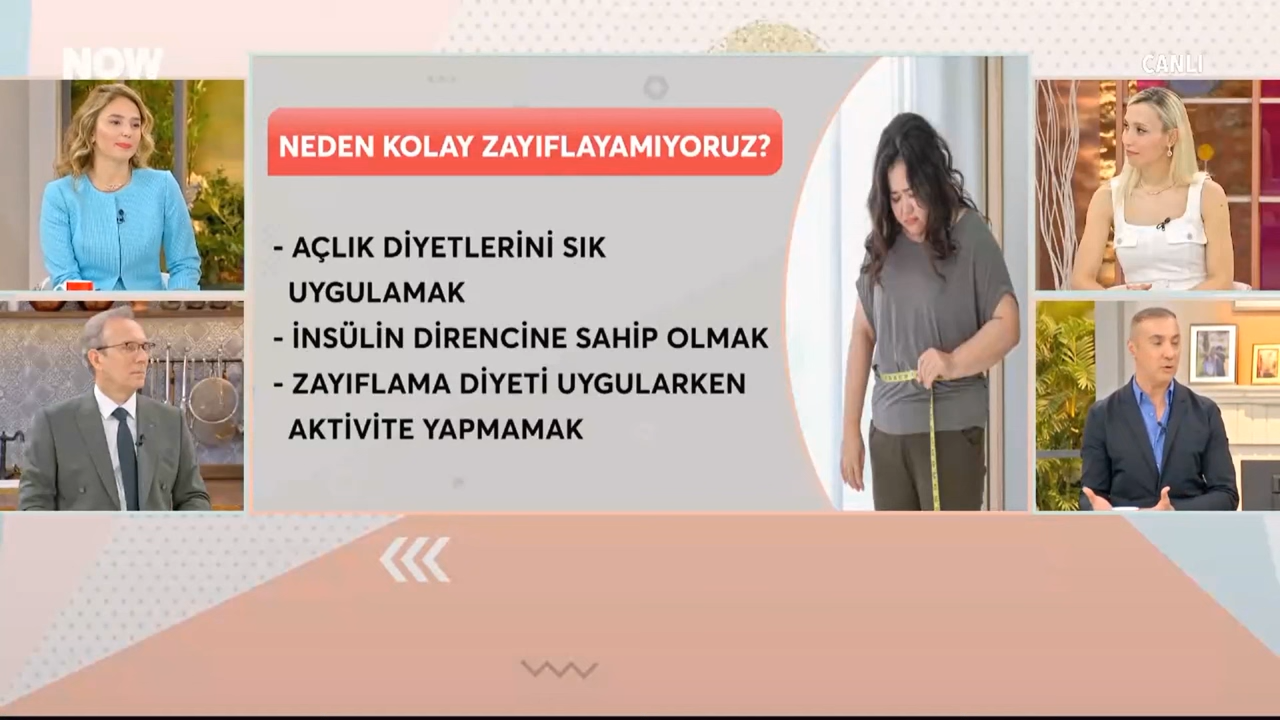 NOW
CANLI
NEDEN KOLAY ZAYIFLAYAMIYORUZ?
- AÇLIK DİYETLERİNİ SIK
UYGULAMAK
- İNSÜLİN DİRENCİNE SAHİP OLMAK
- ZAYIFLAMA DİYETİ UYGULARKEN
AKTİVİTE YAPMAMAK